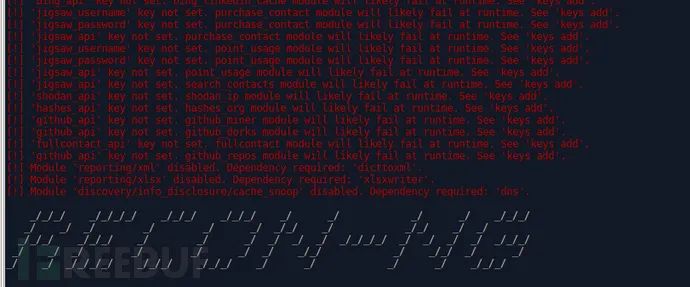 [!] 'bing_api' key not set. bing_linkedin_cache module will likely fail at runtime. See 'keys add'.
[!] 'jigsaw_username' key not set. purchase_contact module will likely fail at runtime. See 'keys add'.
[!] 'jigsaw_password' key not set. purchase_contact module will likely fail at runtime. See 'keys add'.
[!] 'jigsaw_api' key not set. purchase_contact module will likely fail at runtime. See 'keys add'.
[!] 'jigsaw_username' key not set. point_usage module will likely fail at runtime. See 'keys add'.
[!] 'jigsaw_password' key not set. point_usage module will likely fail at runtime. See 'keys add'.
[!] 'jigsaw_api' key not set. point_usage module will likely fail at runtime. See 'keys add'.
[!] 'jigsaw_api' key not set. search_contacts module will likely fail at runtime. See 'keys add'.
[!] 'shodan_api' key not set. shodan_ip module will likely fail at runtime. See 'keys add'.
[!] 'hashes_api' key not set. hashes_org module will likely fail at runtime. See 'keys add'.
[!] 'github_api' key not set. github_miner module will likely fail at runtime. See 'keys add'.
[!] 'github_api' key not set. github_dorks module will likely fail at runtime. See 'keys add'.
[!] 'fullcontact_api' key not set. fullcontact module will likely fail at runtime. See 'keys add'.
[!] 'github_api' key not set. github_repos module will likely fail at runtime. See 'keys add'.
[!] Module 'reporting/xml' disabled. Dependency required: 'dicttoxml'.
[!] Module 'reporting/xlsx' disabled. Dependency required: 'xlsxwriter'.
[!] Module 'discovery/info_disclosure/cache_snoop' disabled. Dependency required: 'dns'.
RECON-NG
FREEBUF